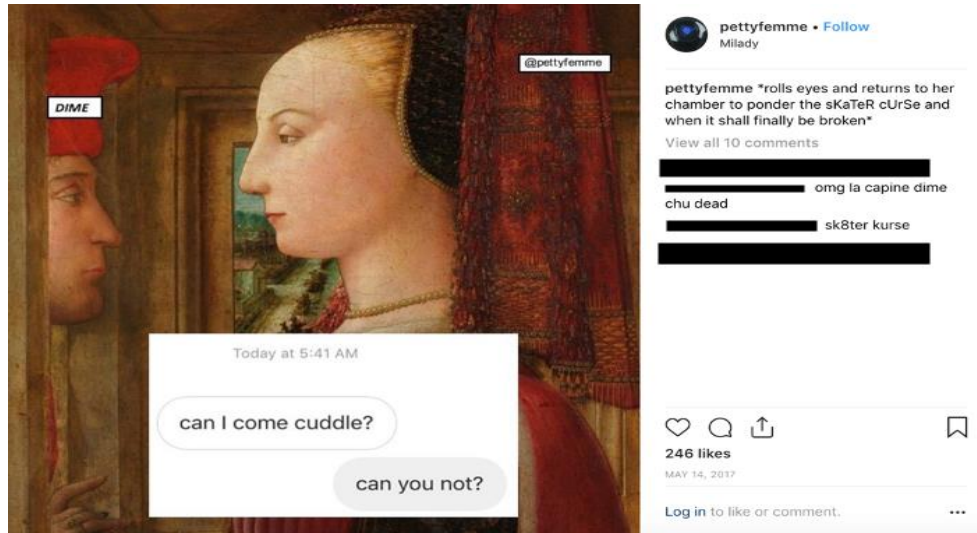 DIME
@pettyfemme
Today at 5:41 AM
can I come cuddle?
can you not?
pettyfemme • Follow
Milady
pettyfemme *rolls eyes and returns to her
chamber to ponder the sKaTeR cUrSe and
when it shall finally be broken*
View all 10 comments
omg la capine dime
chu dead
sk8ter kurse
246 likes
MAY 14, 2017
Log in to like or comment.